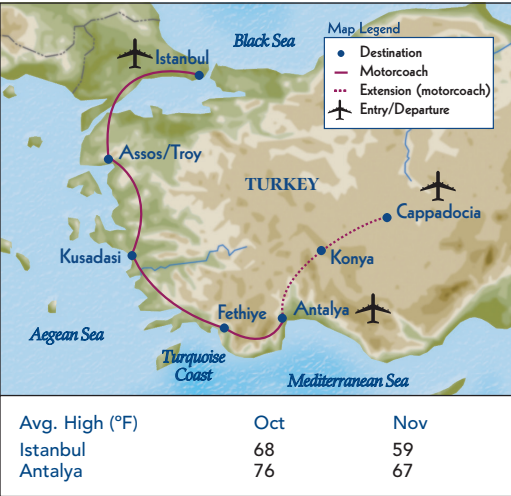 Black Sea
Map Legend
Destination
Motorcoach
Extension (motorcoach)
Entry/Departure
Istanbul
Assos/Troy
TURKEY
Cappadocia
Kusadasi
Konya
Fethiye
Antalya
Aegean Sea
Turquoise
Coast
Mediterranean Sea
Avg. High (ºF) Oct Nov
Istanbul 68 59
Antalya 76 67